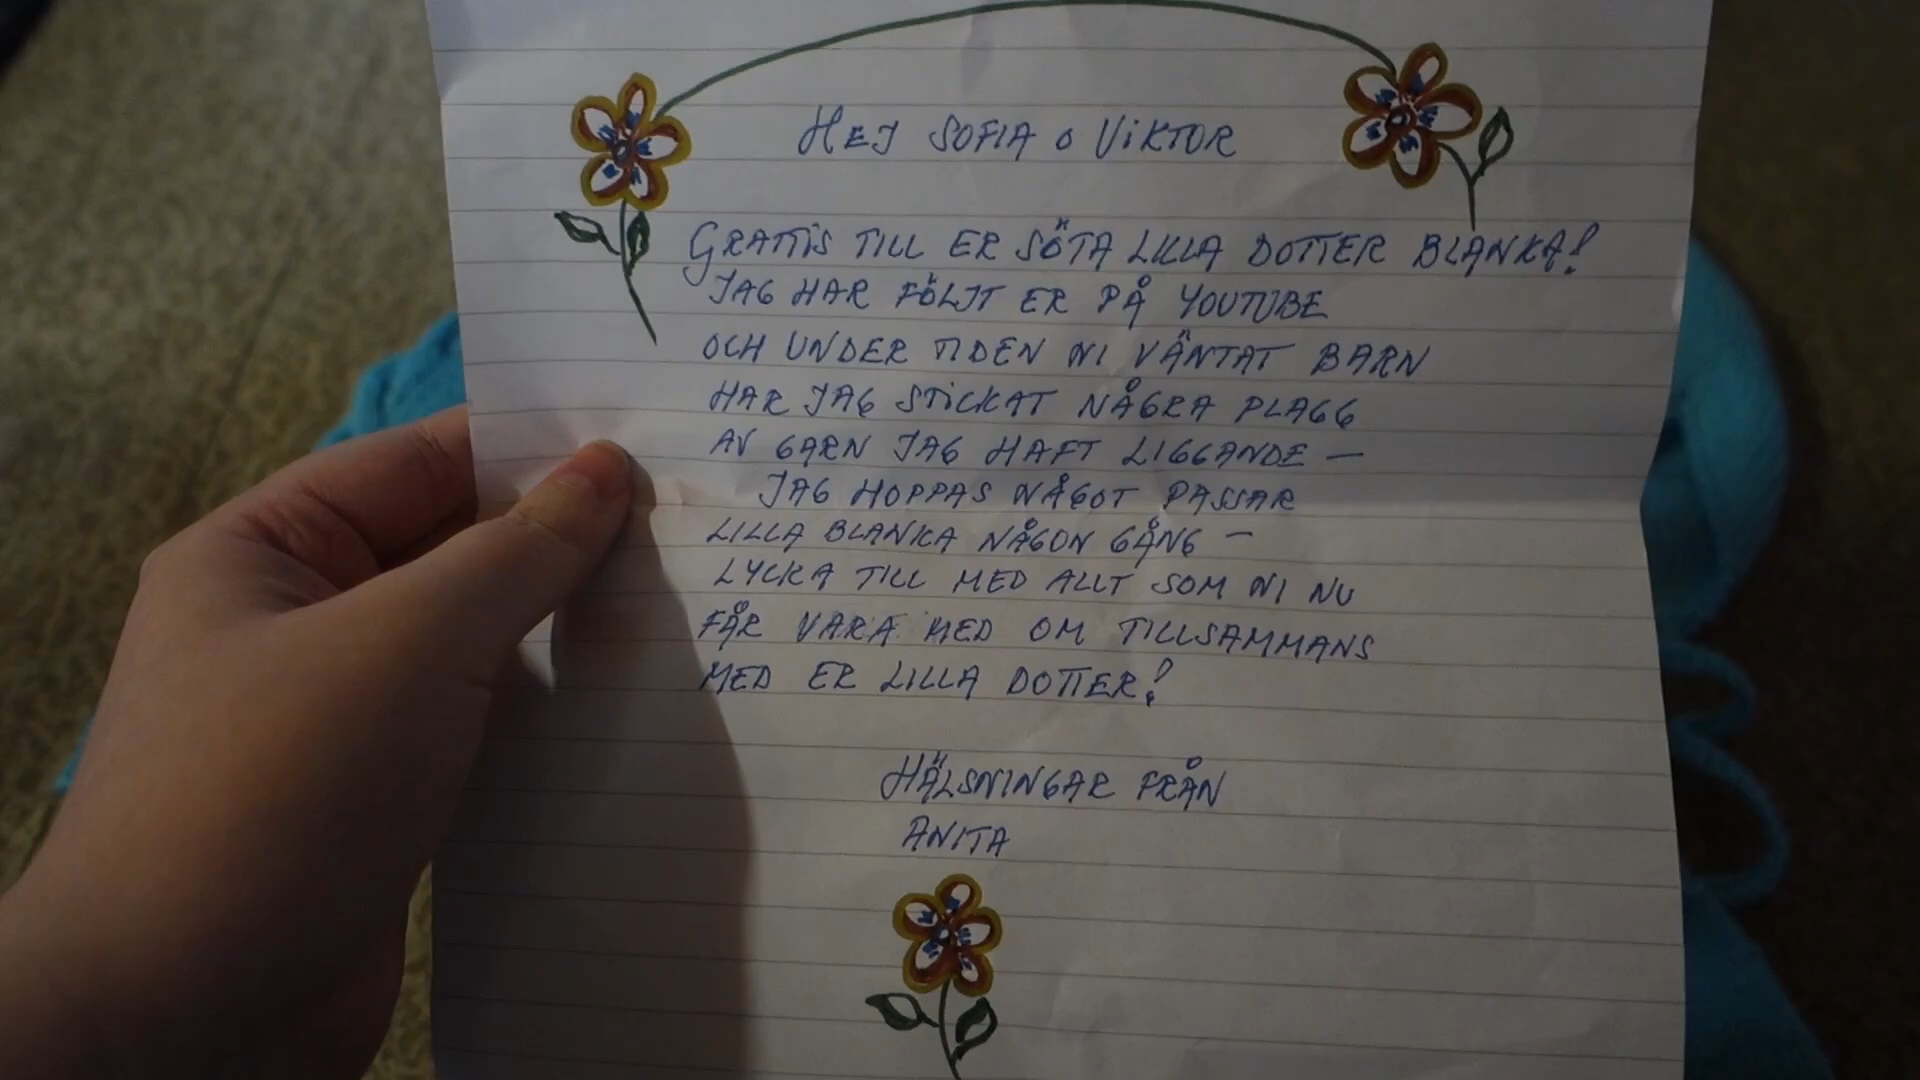 HEJ SOFIA o ViKTOR
GRATTiS TILL ER SÖTA LILLA DOTTER BLANKA!
JAG HAR FÖLJT ER PÅ YOUTUBE
OCH UNDER TIDEN NI VÄNTAT BARN
HAR JAG STiCKAT NÅGRA PLAGG
AV GARN JAG HAFT LIGGANDE –
JAG HOPPAS NÅGOT PASSAR
LILLA BLANKA NÅGON GÅNG –
LYCKA TILL MED ALLT SOM NI NU
FÅR VARA MED OM TILLSAMMANS
MED ER LILLA DOTTER!
HÄLSNINGAR FRÅN
ANITA